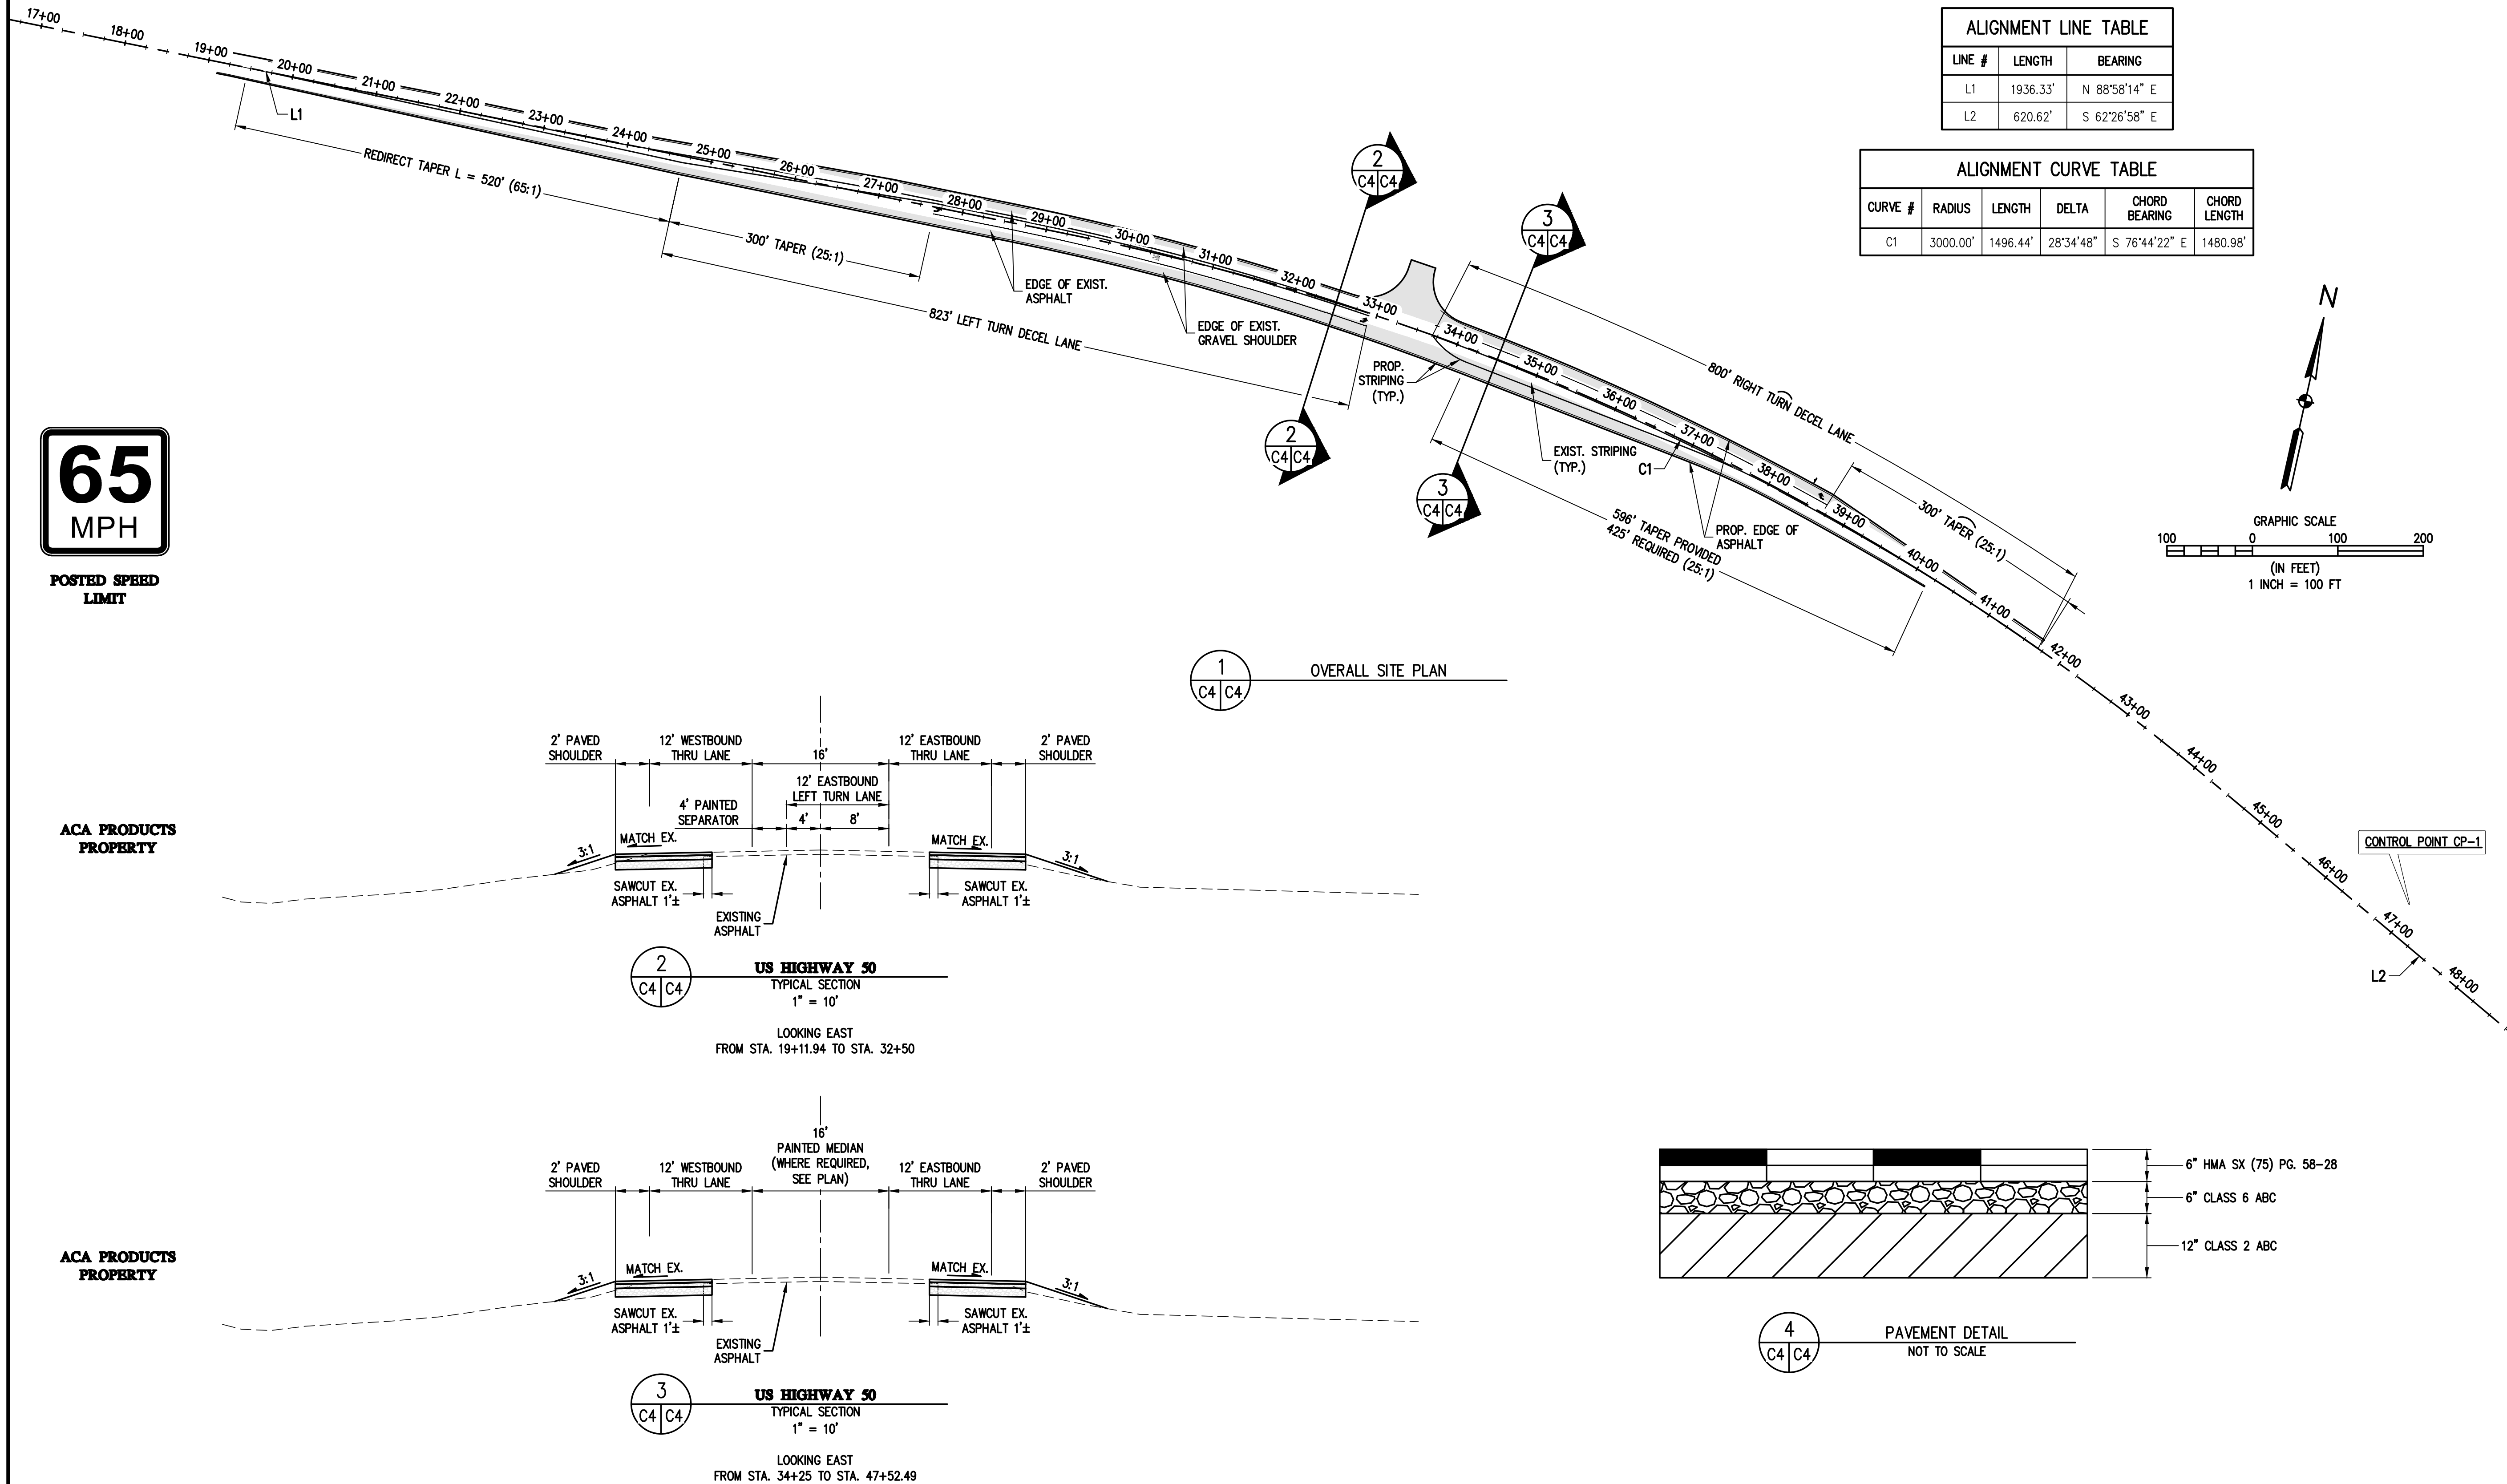 17+00
18+00
19+00
20+00
21+00
22+00
23+00
24+00
25+00
26+00
27+00
28+00
29+00
30+00
31+00
32+00
33+00
34+00
35+00
36+00
37+00
38+00
39+00
40+00
41+00
42+00
43+00
44+00
45+00
46+00
47+00
48+00
L1
REDIRECT TAPER L = 520' (65:1)
300' TAPER (25:1)
823' LEFT TURN DECEL LANE
EDGE OF EXIST.
ASPHALT
EDGE OF EXIST.
GRAVEL SHOULDER
2
C4 C4
2
C4 C4
3
C4 C4
3
C4 C4
PROP.
STRIPING
(TYP.)
EXIST. STRIPING
(TYP.)
C1
800' RIGHT TURN DECEL LANE
300' TAPER (25:1)
596' TAPER PROVIDED
425' REQUIRED (25:1)
PROP. EDGE OF
ASPHALT
CONTROL POINT CP-1
L2
ALIGNMENT LINE TABLE
LINE # LENGTH BEARING
L1 1936.33' N 88°58'14" E
L2 620.62' S 62°26'58" E
ALIGNMENT CURVE TABLE
CURVE # RADIUS LENGTH DELTA CHORD BEARING CHORD LENGTH
C1 3000.00' 1496.44' 28°34'48" S 76°44'22" E 1480.98'
N
GRAPHIC SCALE
100 0 100 200
(IN FEET)
1 INCH = 100 FT
65
MPH
POSTED SPEED
LIMIT
1
C4 C4
OVERALL SITE PLAN
ACA PRODUCTS
PROPERTY
2' PAVED
SHOULDER
12' WESTBOUND
THRU LANE
16'
12' EASTBOUND
THRU LANE
2' PAVED
SHOULDER
12' EASTBOUND
LEFT TURN LANE
4' PAINTED
SEPARATOR
4'
8'
MATCH EX.
MATCH EX.
3:1
3:1
SAWCUT EX.
ASPHALT 1'±
SAWCUT EX.
ASPHALT 1'±
EXISTING
ASPHALT
2
C4 C4
US HIGHWAY 50
TYPICAL SECTION
1" = 10'
LOOKING EAST
FROM STA. 19+11.94 TO STA. 32+50
ACA PRODUCTS
PROPERTY
2' PAVED
SHOULDER
12' WESTBOUND
THRU LANE
16'
PAINTED MEDIAN
(WHERE REQUIRED,
SEE PLAN)
12' EASTBOUND
THRU LANE
2' PAVED
SHOULDER
MATCH EX.
MATCH EX.
3:1
3:1
SAWCUT EX.
ASPHALT 1'±
SAWCUT EX.
ASPHALT 1'±
EXISTING
ASPHALT
3
C4 C4
US HIGHWAY 50
TYPICAL SECTION
1" = 10'
LOOKING EAST
FROM STA. 34+25 TO STA. 47+52.49
6" HMA SX (75) PG. 58-28
6" CLASS 6 ABC
12" CLASS 2 ABC
4
C4 C4
PAVEMENT DETAIL
NOT TO SCALE